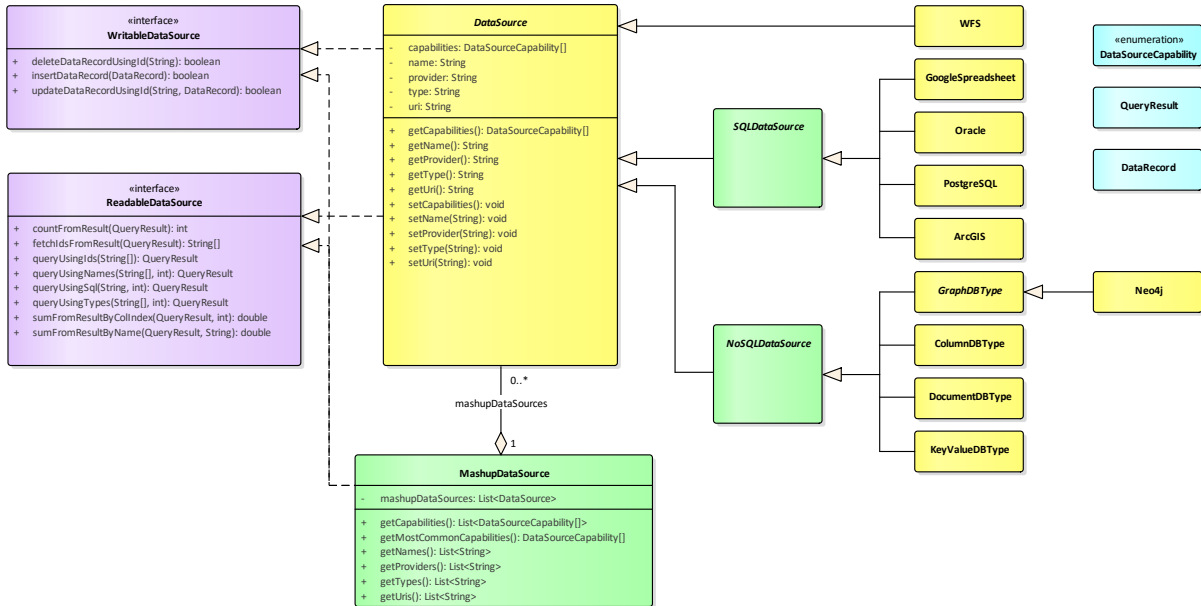 «interface»
WritableDataSource
+ deleteDataRecordUsingId(String): boolean
+ insertDataRecord(DataRecord): boolean
+ updateDataRecordUsingId(String, DataRecord): boolean
«interface»
ReadableDataSource
+ countFromResult(QueryResult): int
+ fetchIdsFromResult(QueryResult): String[]
+ queryUsingIds(String[]): QueryResult
+ queryUsingNames(String[], int): QueryResult
+ queryUsingSql(String, int): QueryResult
+ queryUsingTypes(String[], int): QueryResult
+ sumFromResultByColIndex(QueryResult, int): double
+ sumFromResultByName(QueryResult, String): double
DataSource
- capabilities: DataSourceCapability[]
- name: String
- provider: String
- type: String
- uri: String
+ getCapabilities(): DataSourceCapability[]
+ getName(): String
+ getProvider(): String
+ getType(): String
+ getUri(): String
+ setCapabilities(): void
+ setName(String): void
+ setProvider(String): void
+ setType(String): void
+ setUri(String): void
0..*
mashupDataSources
1
MashupDataSource
- mashupDataSources: List<DataSource>
+ getCapabilities(): List<DataSourceCapability[]>
+ getMostCommonCapabilities(): DataSourceCapability[]
+ getNames(): List<String>
+ getProviders(): List<String>
+ getTypes(): List<String>
+ getUris(): List<String>
SQLDataSource
NoSQLDataSource
WFS
GoogleSpreadsheet
Oracle
PostgreSQL
ArcGIS
GraphDBType
Neo4j
ColumnDBType
DocumentDBType
KeyValueDBType
«enumeration»
DataSourceCapability
QueryResult
DataRecord